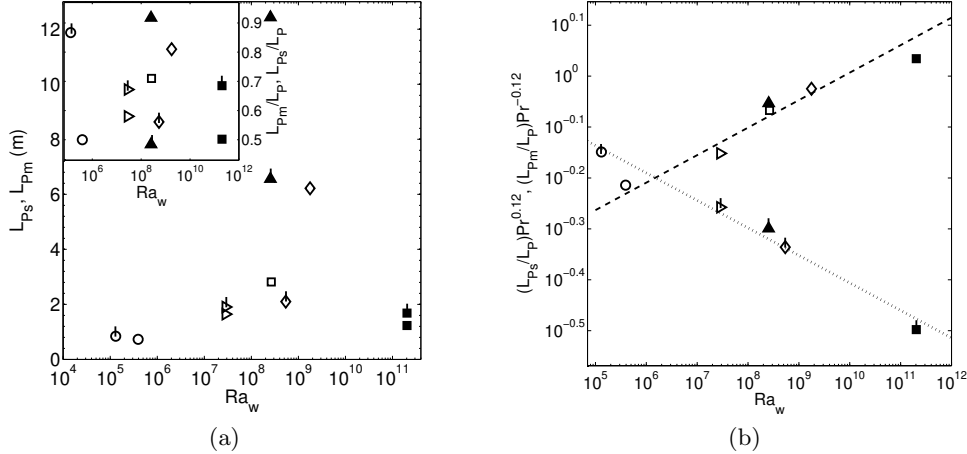 12
10
8
6
4
2
0
L_Ps, L_Pm (m)
0.9
0.8
0.7
0.6
0.5
L_Pm/L_P, L_Ps/L_P
10^6 10^8 10^10 10^12
Ra_w
10^4 10^5 10^6 10^7 10^8 10^9 10^10 10^11
Ra_w
(a)
10^0.1
10^0
10^-0.1
10^-0.2
10^-0.3
10^-0.4
10^-0.5
(L_Ps/L_P)Pr^0.12, (L_Pm/L_P)Pr^-0.12
10^5 10^6 10^7 10^8 10^9 10^10 10^11 10^12
Ra_w
(b)